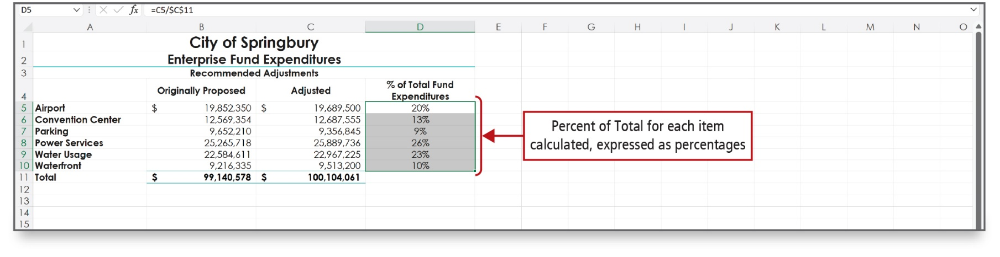 D5 fx =C5/$C$11
A B C D E F G H I J K L M N O
1 City of Springbury
2 Enterprise Fund Expenditures
3 Recommended Adjustments
4 Originally Proposed Adjusted % of Total Fund
Expenditures
5 Airport $ 19,852,350 $ 19,689,500 20%
6 Convention Center 12,569,354 12,687,555 13%
7 Parking 9,652,210 9,356,845 9%
8 Power Services 25,265,718 25,889,736 26%
9 Water Usage 22,584,611 22,967,225 23%
10 Waterfront 9,216,335 9,513,200 10%
11 Total $ 99,140,578 $ 100,104,061
12
13
14
15
Percent of Total for each item
calculated, expressed as percentages